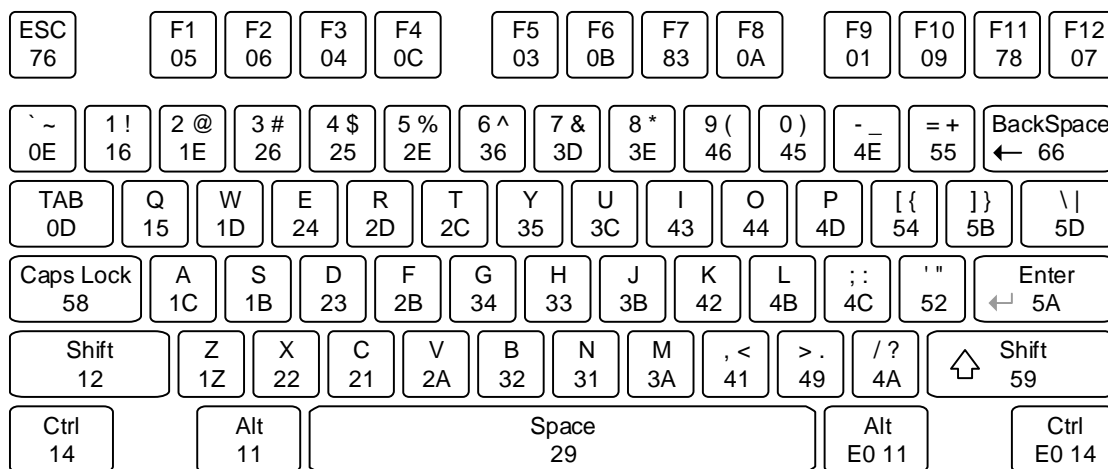 ESC F1 F2 F3 F4 F5 F6 F7 F8 F9 F10 F11 F12
76 05 06 04 0C 03 0B 83 0A 01 09 78 07
` ~ 1 ! 2 @ 3 # 4 $ 5 % 6 ^ 7 & 8 * 9 ( 0 ) - _ = + BackSpace
0E 16 1E 26 25 2E 36 3D 3E 46 45 4E 55 ← 66
TAB Q W E R T Y U I O P [ { ] } \ |
0D 15 1D 24 2D 2C 35 3C 43 44 4D 54 5B 5D
Caps Lock A S D F G H J K L ; : ' " Enter
58 1C 1B 23 2B 34 33 3B 42 4B 4C 52 ↵ 5A
Shift Z X C V B N M , < > . / ? Shift
12 1Z 22 21 2A 32 31 3A 41 49 4A 59
Ctrl Alt Space Alt Ctrl
14 11 29 E0 11 E0 14